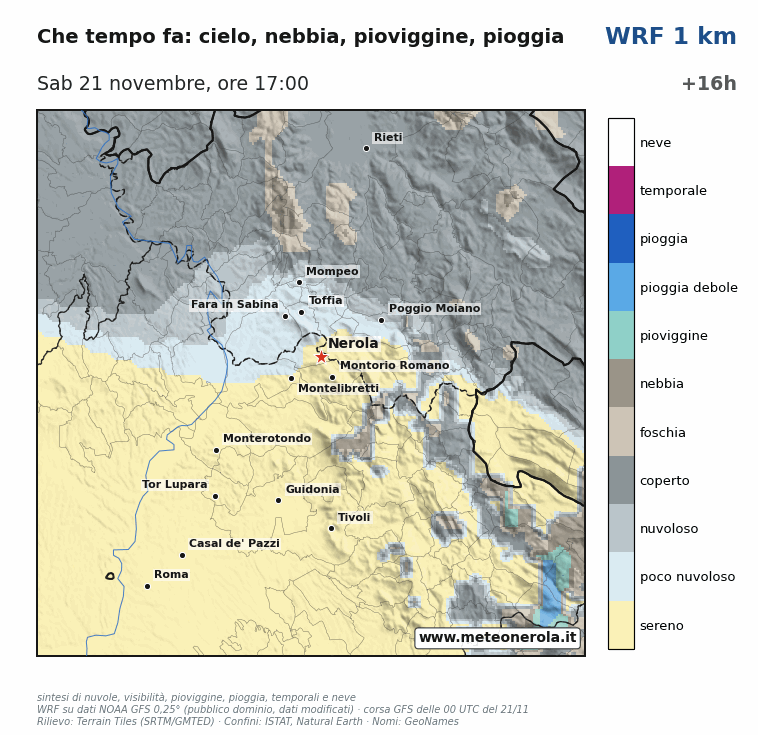 Che tempo fa: cielo, nebbia, pioviggine, pioggia
WRF 1 km
Sab 21 novembre, ore 17:00
+16h
Rieti
Mompeo
Fara in Sabina
Toffia
Poggio Moiano
Nerola
Montorio Romano
Montelibretti
Monterotondo
Tor Lupara
Guidonia
Tivoli
Casal de' Pazzi
Roma
www.meteonerola.it
neve
temporale
pioggia
pioggia debole
pioviggine
nebbia
foschia
coperto
nuvoloso
poco nuvoloso
sereno
sintesi di nuvole, visibilità, pioviggine, pioggia, temporali e neve
WRF su dati NOAA GFS 0,25° (pubblico dominio, dati modificati) · corsa GFS delle 00 UTC del 21/11
Rilievo: Terrain Tiles (SRTM/GMTED) · Confini: ISTAT, Natural Earth · Nomi: GeoNames